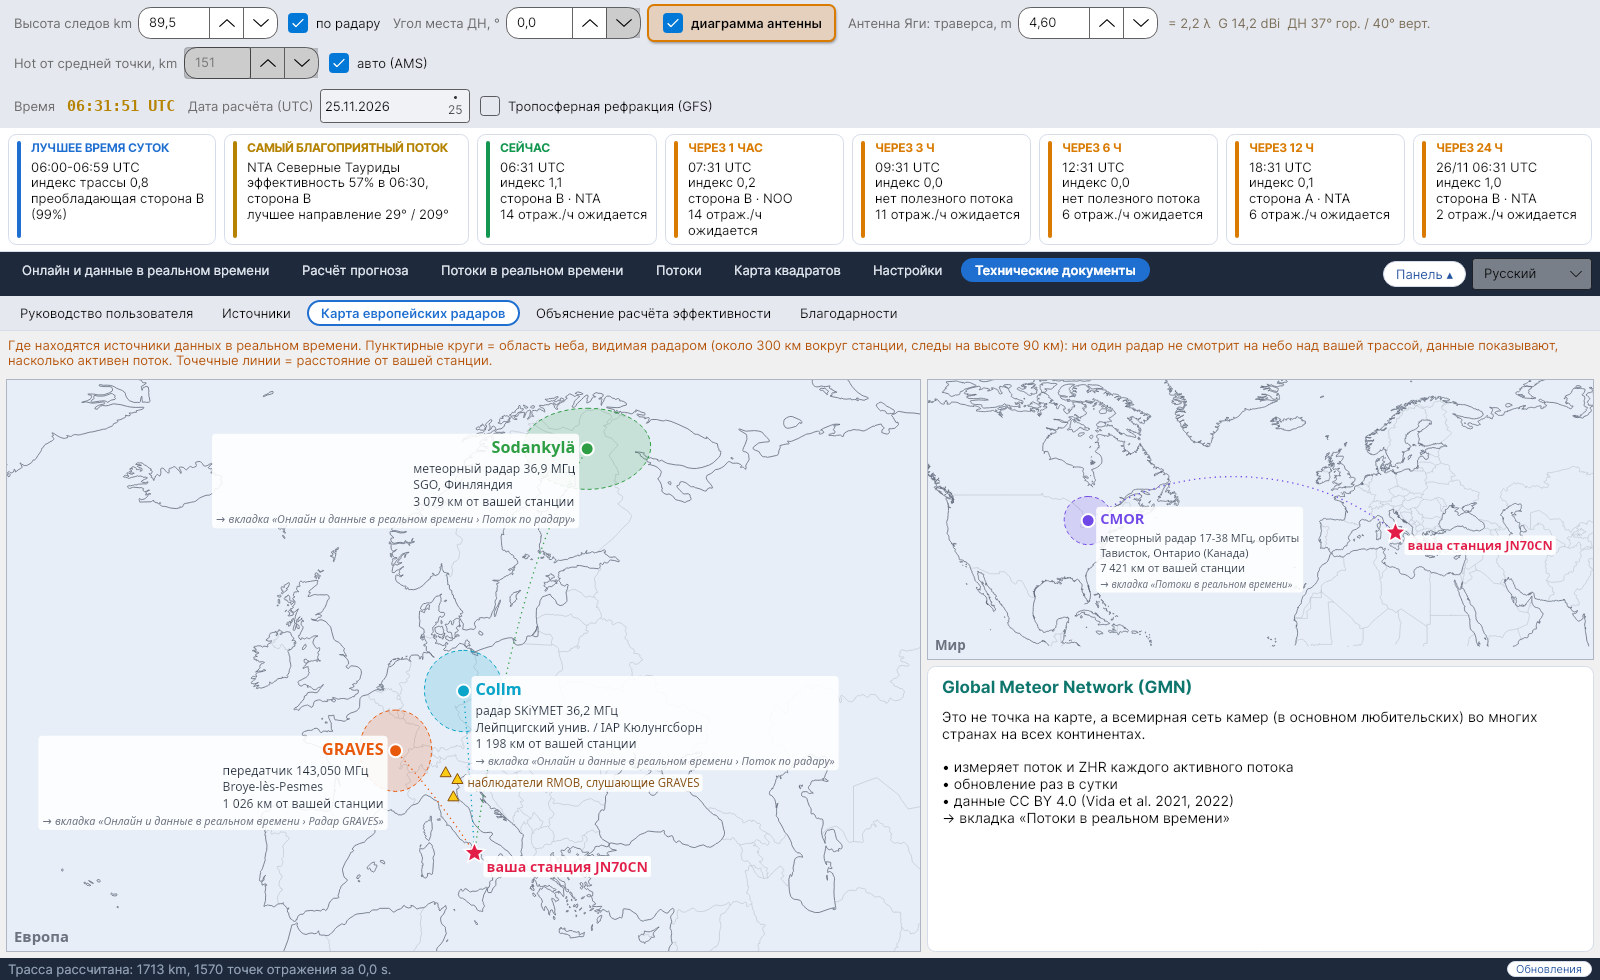 Высота следов km 89,5 по радару Угол места ДН, ° 0,0 диаграмма антенны Антенна Яги: траверса, m 4,60 = 2,2 λ G 14,2 dBi ДН 37° гор. / 40° верт.
Hot от средней точки, km 151 авто (AMS)
Время 06:31:51 UTC Дата расчёта (UTC) 25.11.2026 25 Тропосферная рефракция (GFS)
ЛУЧШЕЕ ВРЕМЯ СУТОК
06:00-06:59 UTC
индекс трассы 0,8
преобладающая сторона B
(99%)
САМЫЙ БЛАГОПРИЯТНЫЙ ПОТОК
NTA Северные Тауриды
эффективность 57% в 06:30,
сторона B
лучшее направление 29° / 209°
СЕЙЧАС
06:31 UTC
индекс 1,1
сторона B · NTA
14 отраж./ч ожидается
ЧЕРЕЗ 1 ЧАС
07:31 UTC
индекс 0,2
сторона B · NOO
14 отраж./ч
ожидается
ЧЕРЕЗ 3 Ч
09:31 UTC
индекс 0,0
нет полезного потока
11 отраж./ч ожидается
ЧЕРЕЗ 6 Ч
12:31 UTC
индекс 0,0
нет полезного потока
6 отраж./ч ожидается
ЧЕРЕЗ 12 Ч
18:31 UTC
индекс 0,1
сторона A · NTA
6 отраж./ч ожидается
ЧЕРЕЗ 24 Ч
26/11 06:31 UTC
индекс 1,0
сторона B · NTA
2 отраж./ч ожидается
Онлайн и данные в реальном времени Расчёт прогноза Потоки в реальном времени Потоки Карта квадратов Настройки Технические документы Панель ▴ Русский
Руководство пользователя Источники Карта европейских радаров Объяснение расчёта эффективности Благодарности
Где находятся источники данных в реальном времени. Пунктирные круги = область неба, видимая радаром (около 300 км вокруг станции, следы на высоте 90 км): ни один радар не смотрит на небо над вашей трассой, данные показывают,
насколько активен поток. Точечные линии = расстояние от вашей станции.
Sodankylä
метеорный радар 36,9 МГц
SGO, Финляндия
3 079 км от вашей станции
→ вкладка «Онлайн и данные в реальном времени › Поток по радару»
Collm
радар SKiYMET 36,2 МГц
Лейпцигский унив. / IAP Кюлунгсборн
1 198 км от вашей станции
→ вкладка «Онлайн и данные в реальном времени › Поток по радару»
GRAVES
передатчик 143,050 МГц
Broye-lès-Pesmes
1 026 км от вашей станции
→ вкладка «Онлайн и данные в реальном времени › Радар GRAVES»
наблюдатели RMOB, слушающие GRAVES
ваша станция JN70CN
Европа
CMOR
метеорный радар 17-38 МГц, орбиты
Тависток, Онтарио (Канада)
7 421 км от вашей станции
→ вкладка «Потоки в реальном времени»
ваша станция JN70CN
Мир
Global Meteor Network (GMN)
Это не точка на карте, а всемирная сеть камер (в основном любительских) во многих
странах на всех континентах.
• измеряет поток и ZHR каждого активного потока
• обновление раз в сутки
• данные CC BY 4.0 (Vida et al. 2021, 2022)
→ вкладка «Потоки в реальном времени»
Трасса рассчитана: 1713 km, 1570 точек отражения за 0,0 s. Обновления